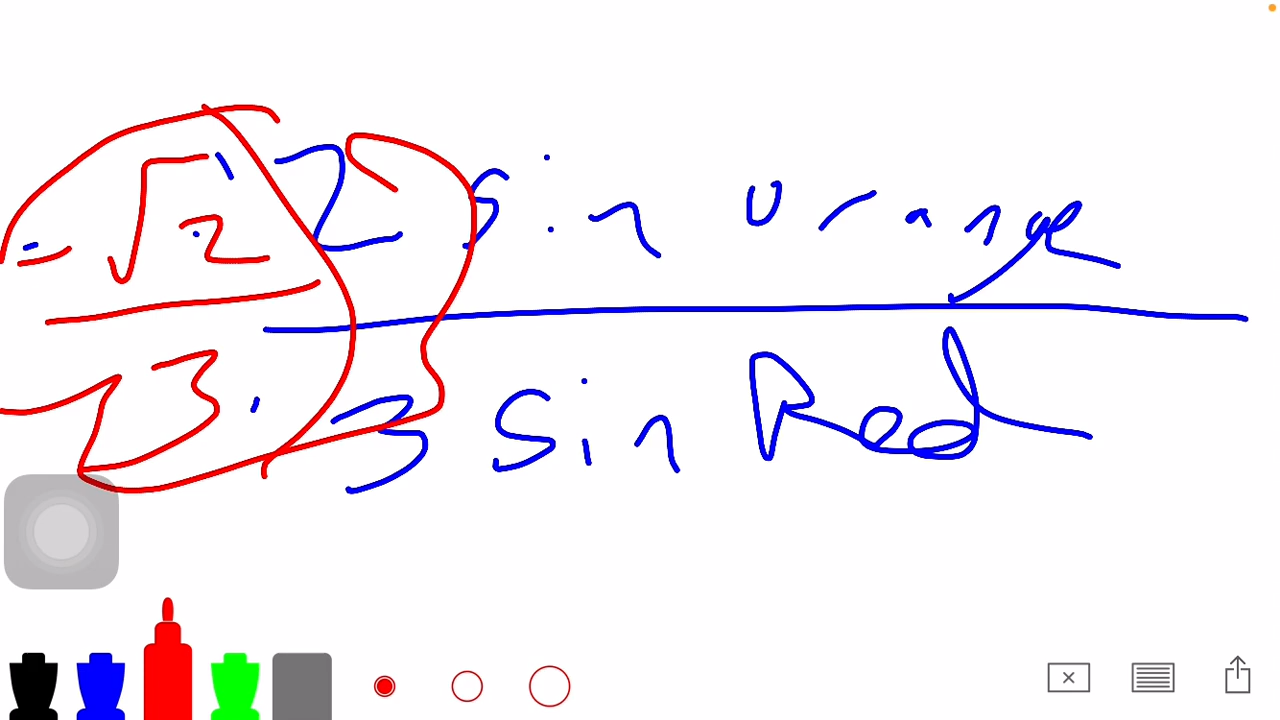 = √2 2 sin orange
3 3 sin Red